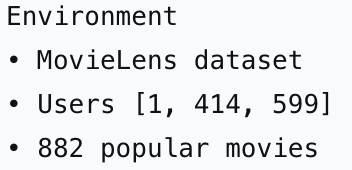 Environment
• MovieLens dataset
• Users [1, 414, 599]
• 882 popular movies